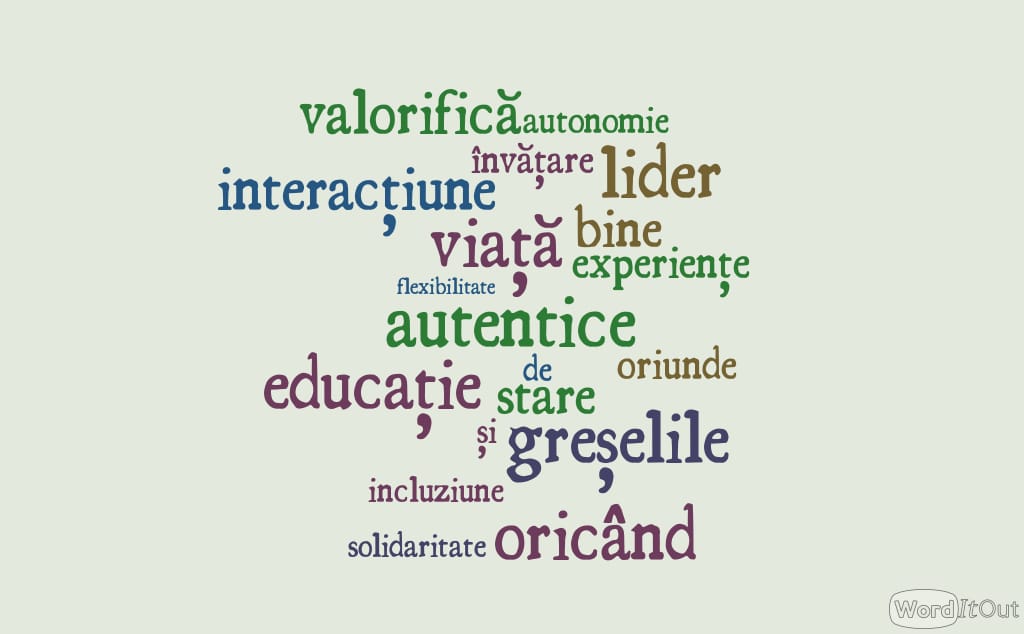 valorifică autonomie
învățare lider
interacțiune
bine
viață
experiențe
flexibilitate
autentice
de oriunde
educație stare
și greșelile
incluziune
oricând
solidaritate
WordItOut